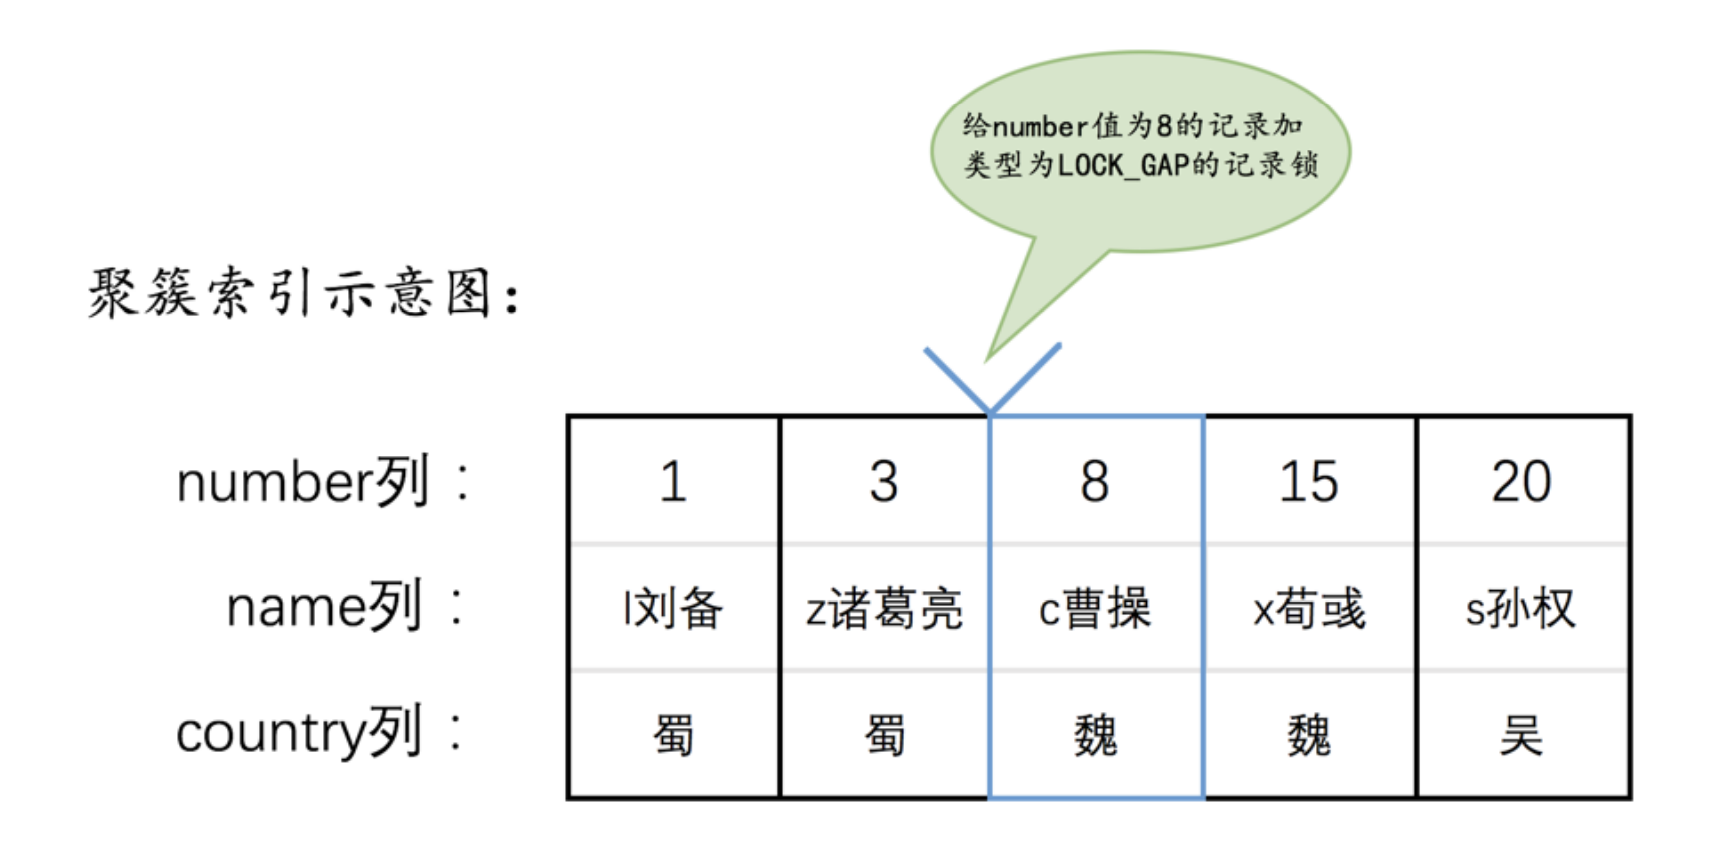 给number值为8的记录加
类型为LOCK_GAP的记录锁
聚簇索引示意图：
number列： 1 3 8 15 20
name列： l刘备 z诸葛亮 c曹操 x荀彧 s孙权
country列： 蜀 蜀 魏 魏 吴